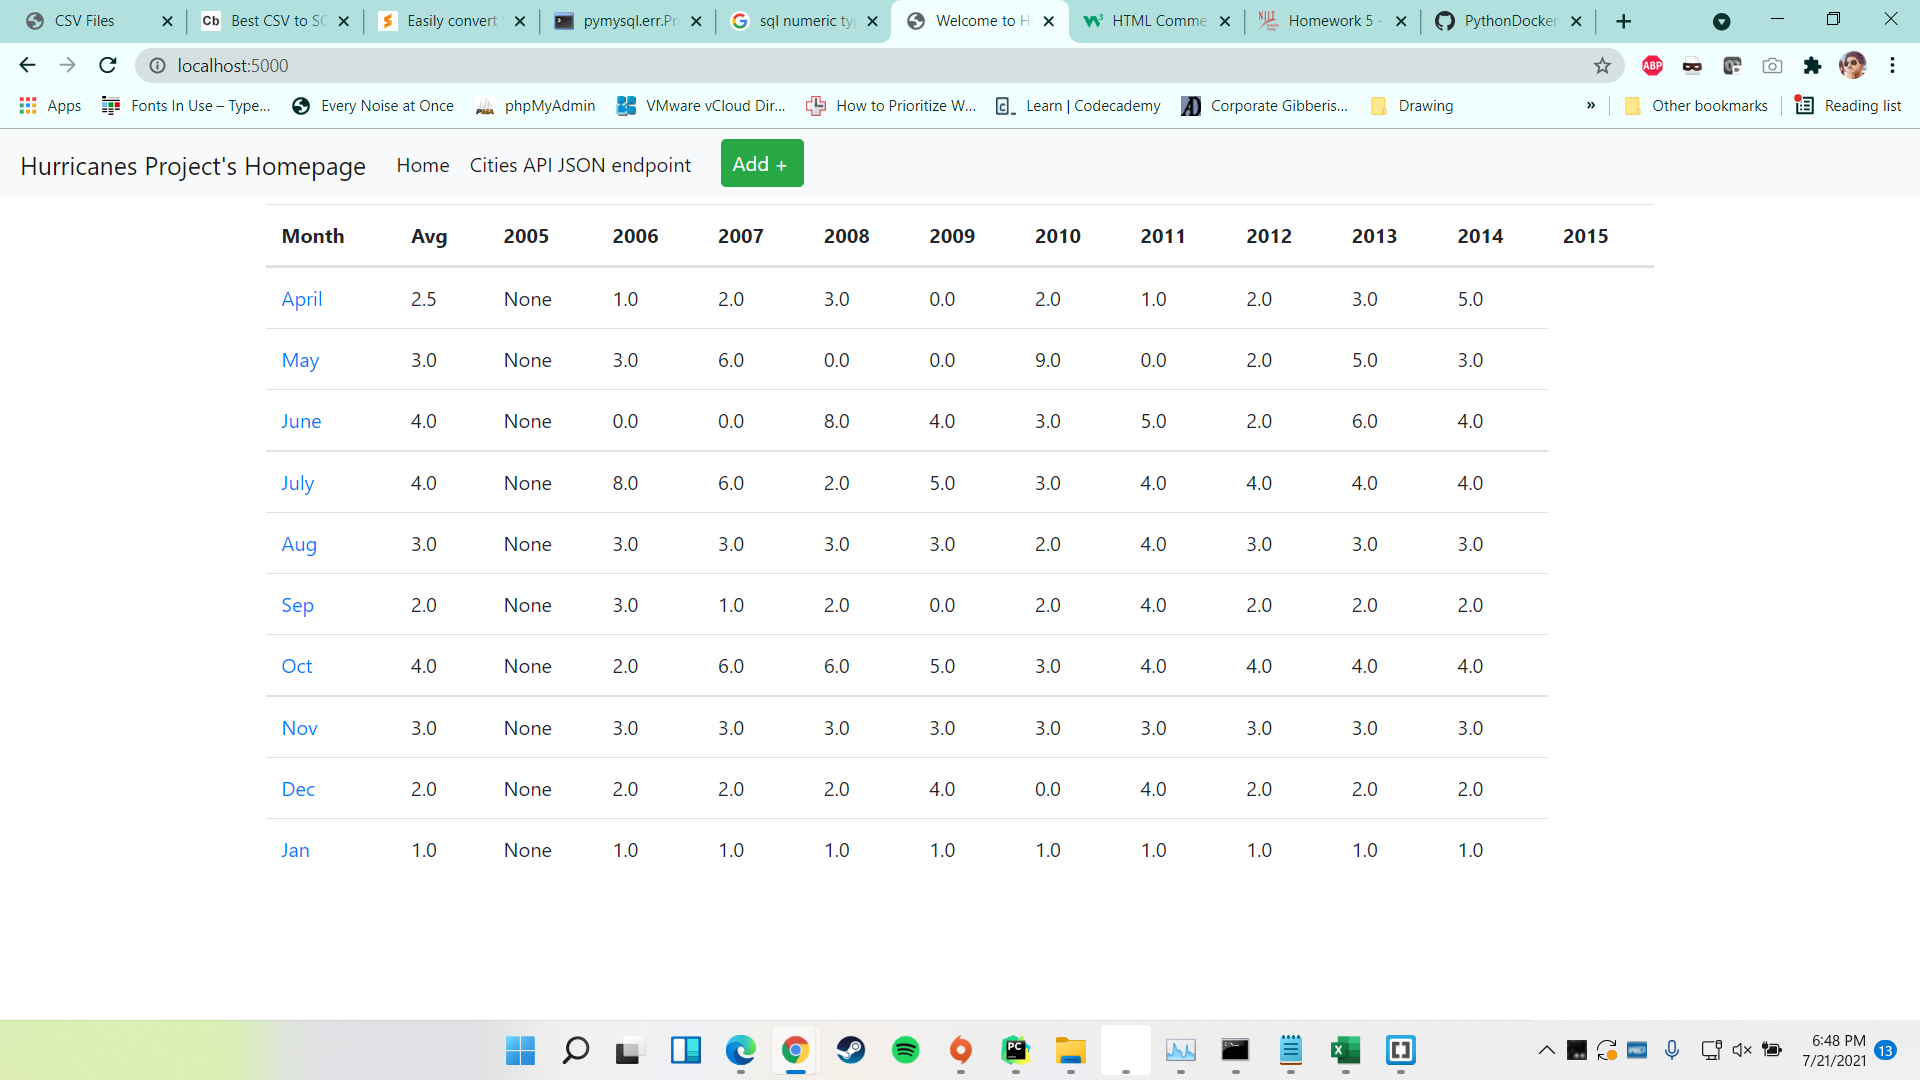 CSV Files
Best CSV to SC
Easily convert
pymysql.err.Pr
sql numeric ty
Welcome to H
HTML Comme
Homework 5 -
PythonDocker
localhost:5000
ABP
Apps
Fonts In Use – Type...
Every Noise at Once
phpMyAdmin
VMware vCloud Dir...
How to Prioritize W...
Learn | Codecademy
Corporate Gibberis...
Drawing
»
Other bookmarks
Reading list
Hurricanes Project's Homepage Home Cities API JSON endpoint Add +
Month Avg 2005 2006 2007 2008 2009 2010 2011 2012 2013 2014 2015
April 2.5 None 1.0 2.0 3.0 0.0 2.0 1.0 2.0 3.0 5.0
May 3.0 None 3.0 6.0 0.0 0.0 9.0 0.0 2.0 5.0 3.0
June 4.0 None 0.0 0.0 8.0 4.0 3.0 5.0 2.0 6.0 4.0
July 4.0 None 8.0 6.0 2.0 5.0 3.0 4.0 4.0 4.0 4.0
Aug 3.0 None 3.0 3.0 3.0 3.0 2.0 4.0 3.0 3.0 3.0
Sep 2.0 None 3.0 1.0 2.0 0.0 2.0 4.0 2.0 2.0 2.0
Oct 4.0 None 2.0 6.0 6.0 5.0 3.0 4.0 4.0 4.0 4.0
Nov 3.0 None 3.0 3.0 3.0 3.0 3.0 3.0 3.0 3.0 3.0
Dec 2.0 None 2.0 2.0 2.0 4.0 0.0 4.0 2.0 2.0 2.0
Jan 1.0 None 1.0 1.0 1.0 1.0 1.0 1.0 1.0 1.0 1.0
6:48 PM
7/21/2021
13